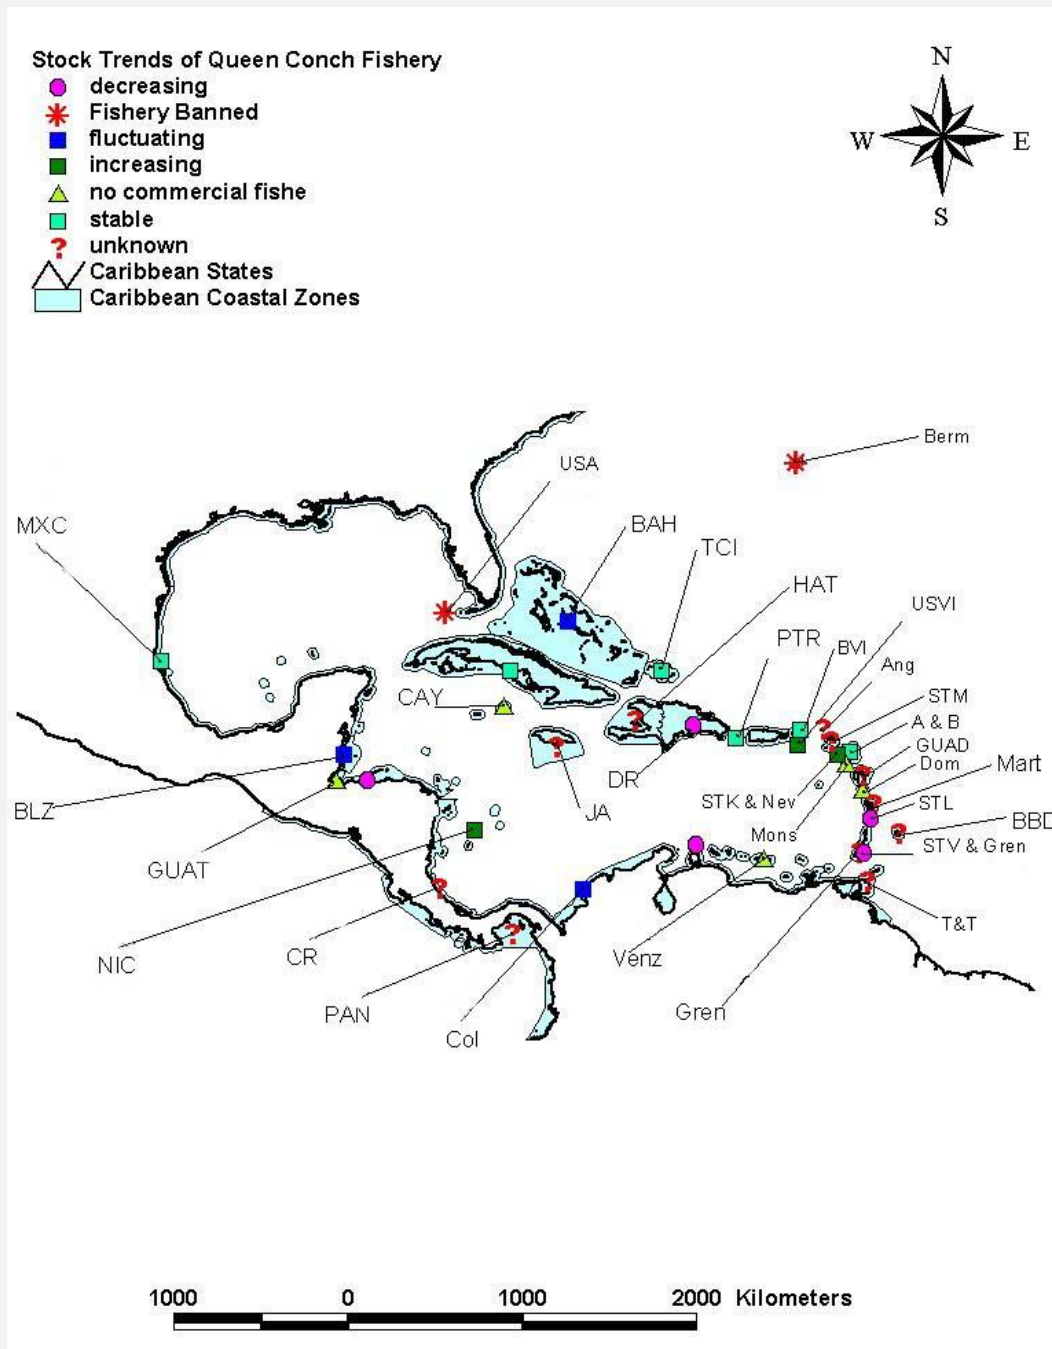 Stock Trends of Queen Conch Fishery
decreasing
Fishery Banned
fluctuating
increasing
no commercial fishe
stable
? unknown
Caribbean States
Caribbean Coastal Zones
N
W E
S
Berm
USA
MXC
BAH
TCI
HAT
USVI
PTR
BVI
Ang
CAY
STM
A & B
GUAD
Dom
Mart
DR
STK & Nev
STL
BLZ
JA
BBD
Mons
STV & Gren
GUAT
T&T
NIC
CR
Venz
PAN
Gren
Col
1000 0 1000 2000 Kilometers